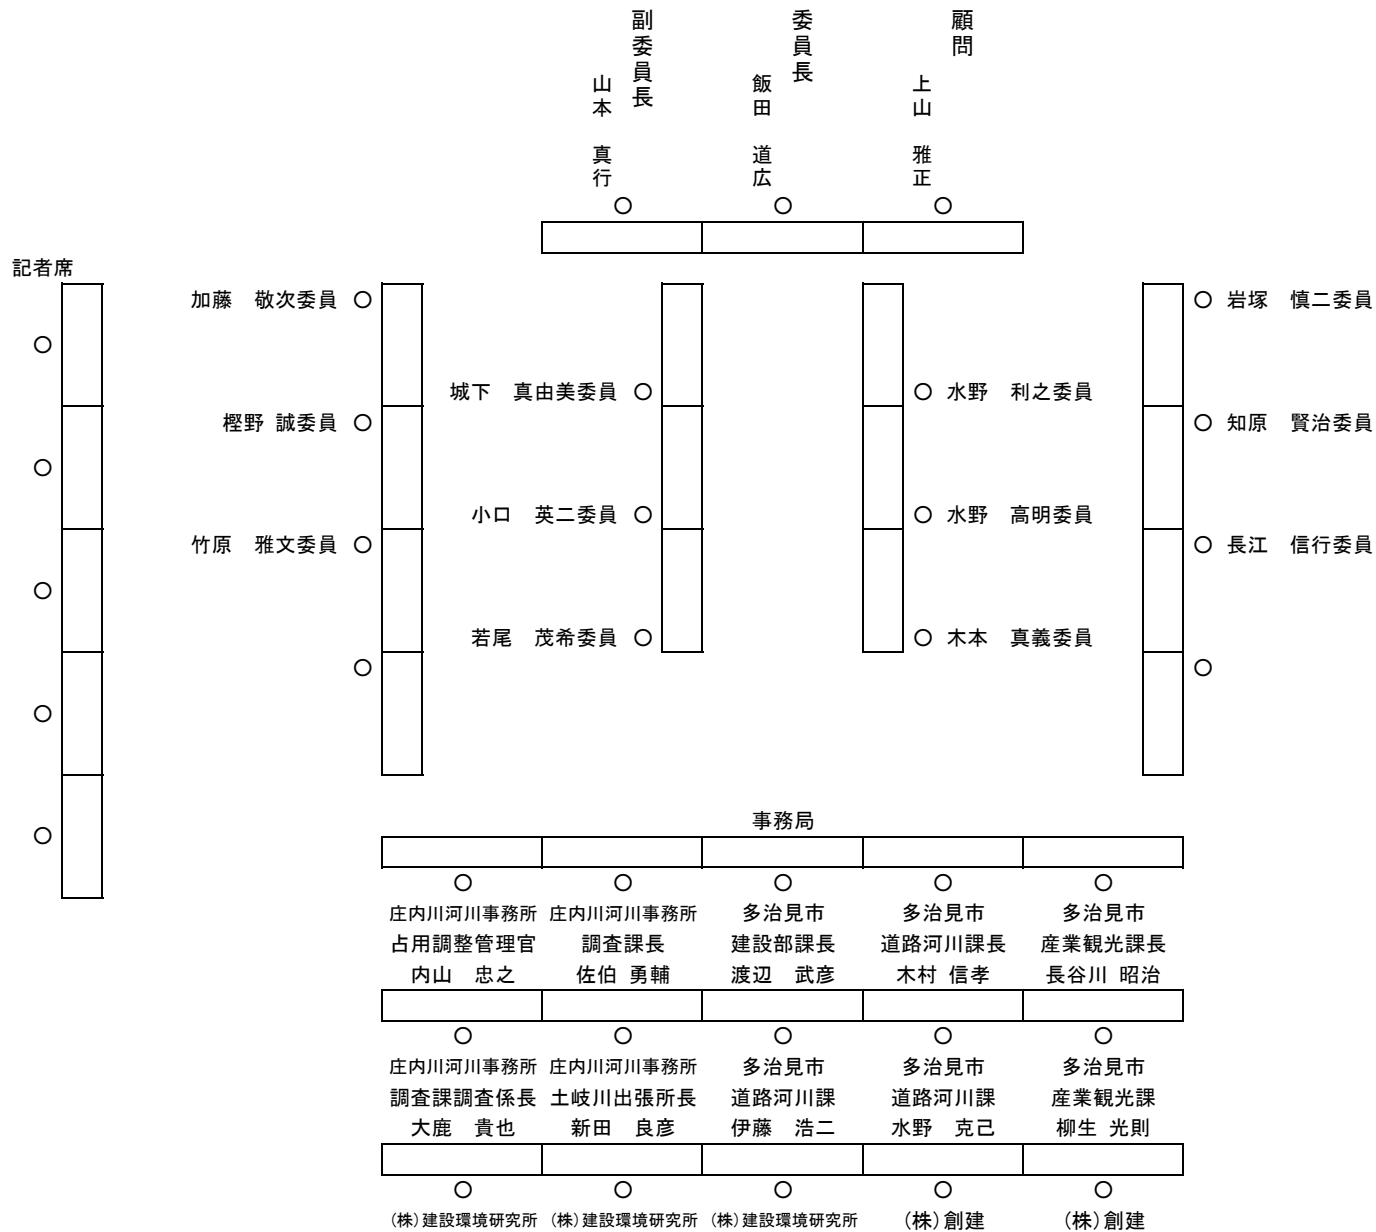 副委員長
山本　真行
委員長
飯田　道広
顧問
上山　雅正
○ ○ ○
記者席
加藤　敬次委員 ○
○ 岩塚　慎二委員
城下　真由美委員 ○
○ 水野　利之委員
樫野 誠委員 ○
○ 知原　賢治委員
小口　英二委員 ○
○ 水野　高明委員
竹原　雅文委員 ○
○ 長江　信行委員
若尾　茂希委員 ○
○ 木本　真義委員
事務局
庄内川河川事務所 庄内川河川事務所 多治見市 多治見市 多治見市
占用調整管理官 調査課長 建設部課長 道路河川課長 産業観光課長
内山　忠之 佐伯 勇輔 渡辺　武彦 木村 信孝 長谷川 昭治
庄内川河川事務所 庄内川河川事務所 多治見市 多治見市 多治見市
調査課調査係長 土岐川出張所長 道路河川課 道路河川課 産業観光課
大鹿　貴也 新田　良彦 伊藤　浩二 水野　克己 柳生 光則
(株)建設環境研究所 (株)建設環境研究所 (株)建設環境研究所 (株)創建 (株)創建